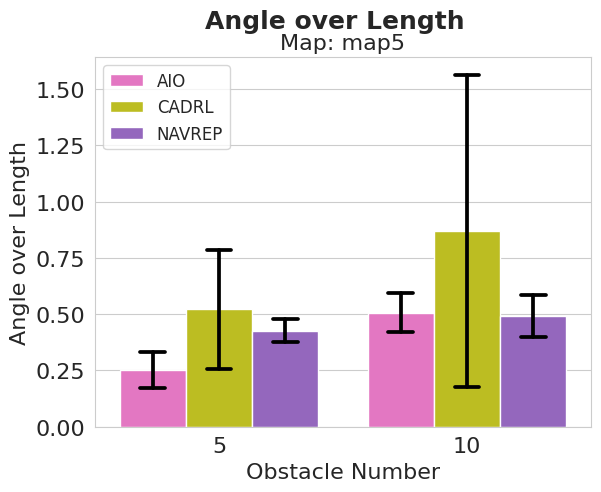 Angle over Length
Map: map5
AIO
CADRL
NAVREP
Angle over Length
1.50
1.25
1.00
0.75
0.50
0.25
0.00
5
10
Obstacle Number